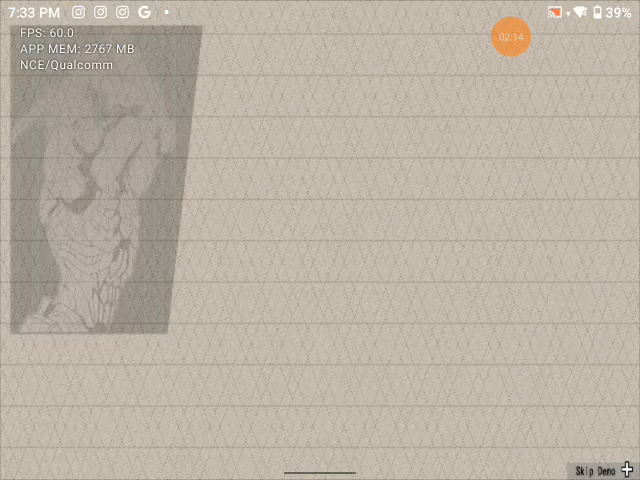 7:33 PM
39%
02:14
FPS: 60.0
APP MEM: 2767 MB
NCE/Qualcomm
Skip Demo